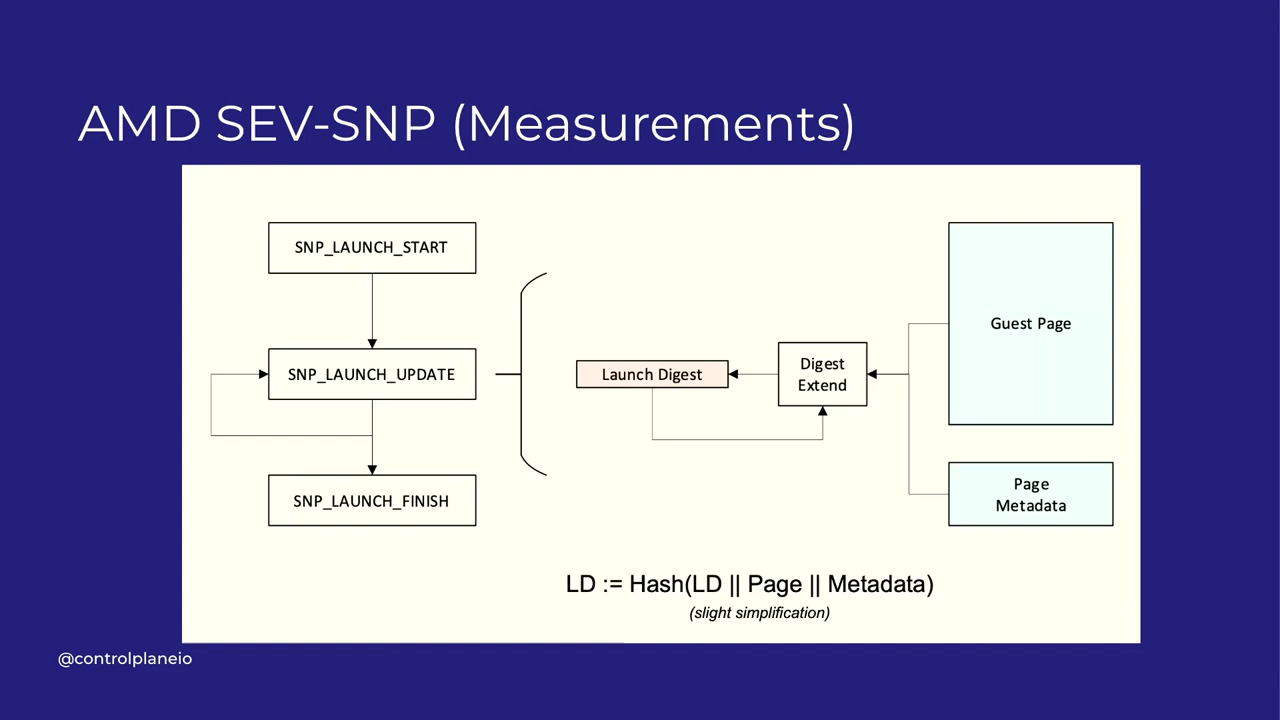 AMD SEV-SNP (Measurements)
SNP_LAUNCH_START
SNP_LAUNCH_UPDATE
SNP_LAUNCH_FINISH
Launch Digest
Digest
Extend
Guest Page
Page
Metadata
LD := Hash(LD || Page || Metadata)
(slight simplification)
@controlplaneio